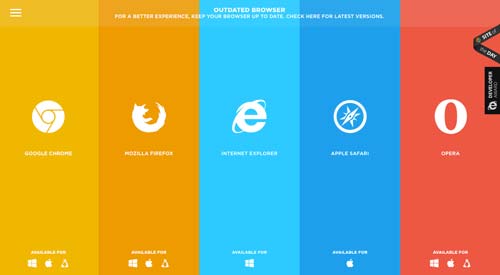 OUTDATED BROWSER
FOR A BETTER EXPERIENCE, KEEP YOUR BROWSER UP TO DATE. CHECK HERE FOR LATEST VERSIONS.
SITE of
the DAY
DEVELOPER
AWARD
GOOGLE CHROME
MOZILLA FIREFOX
INTERNET EXPLORER
APPLE SAFARI
OPERA
AVAILABLE FOR
AVAILABLE FOR
AVAILABLE FOR
AVAILABLE FOR
AVAILABLE FOR